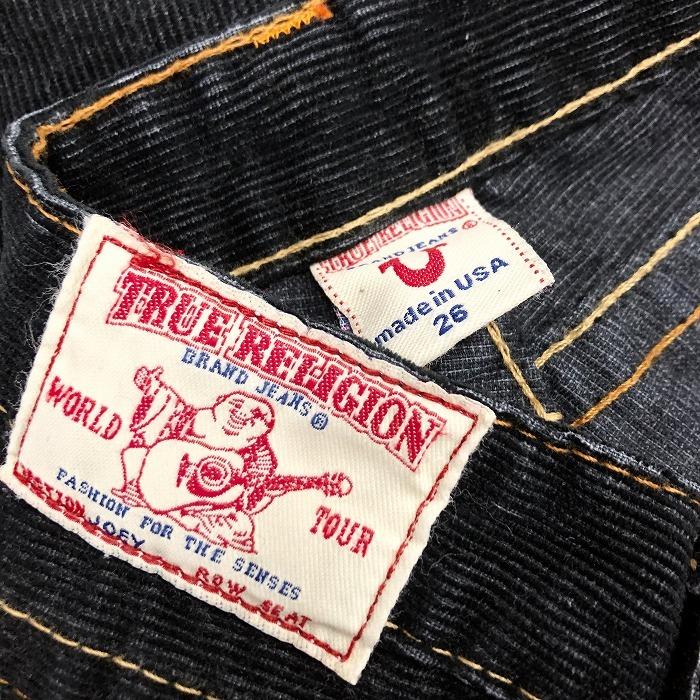 TRUE RELIGION
BRAND JEANS®
WORLD TOUR
FASHION FOR THE SENSES
SECTION JOEY ROW SEAT
TRUE RELIGION
BRAND JEANS®
made in USA
26